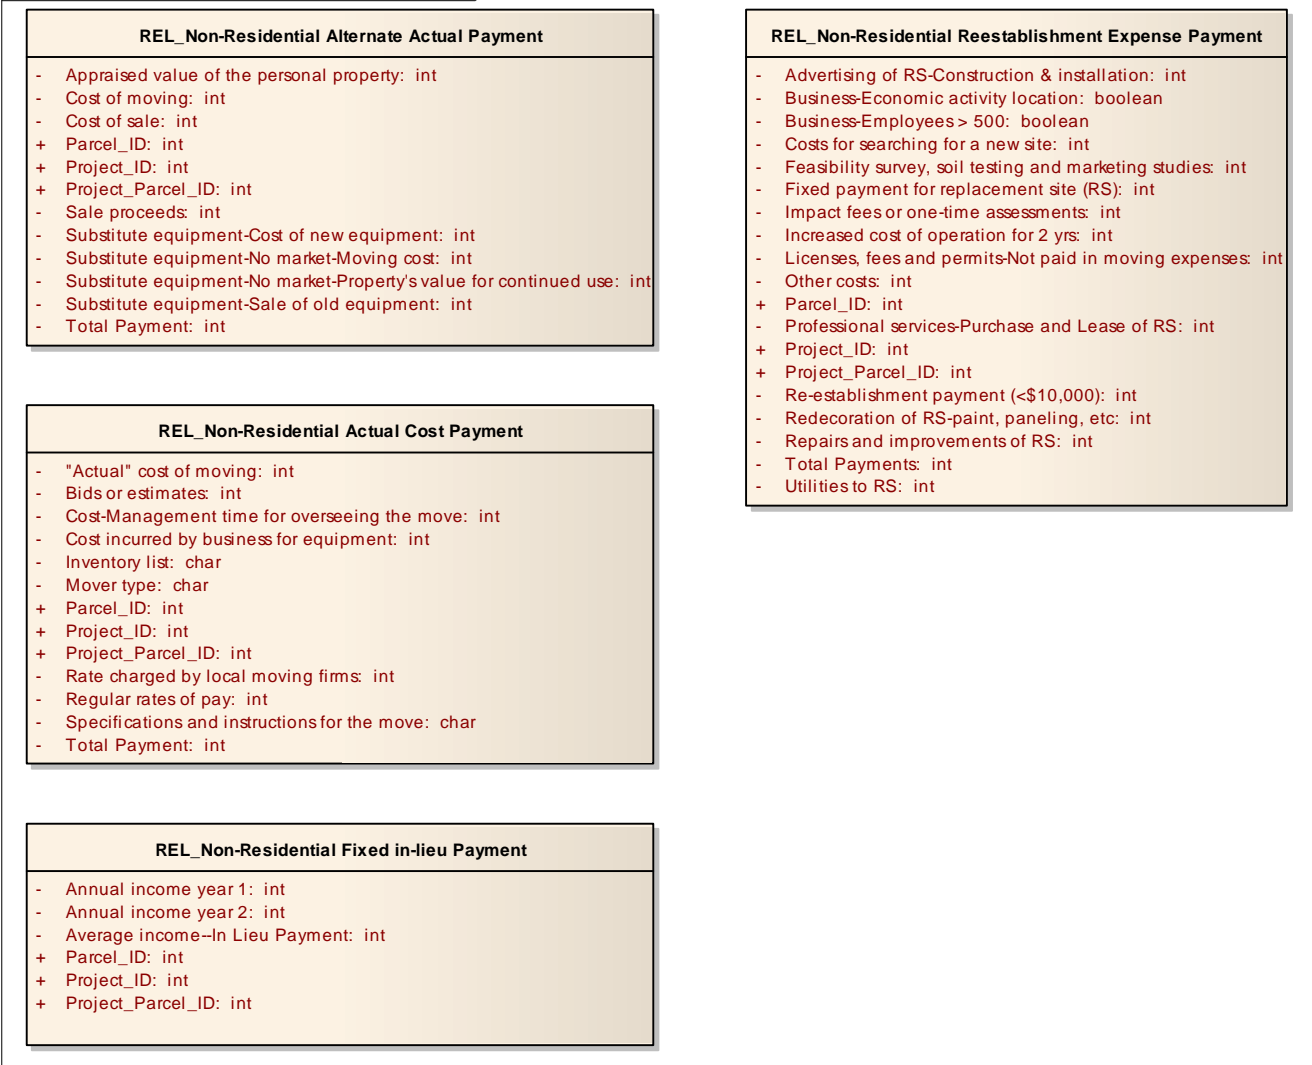 REL_Non-Residential Alternate Actual Payment
- Appraised value of the personal property: int
- Cost of moving: int
- Cost of sale: int
+ Parcel_ID: int
+ Project_ID: int
+ Project_Parcel_ID: int
- Sale proceeds: int
- Substitute equipment-Cost of new equipment: int
- Substitute equipment-No market-Moving cost: int
- Substitute equipment-No market-Property's value for continued use: int
- Substitute equipment-Sale of old equipment: int
- Total Payment: int
REL_Non-Residential Actual Cost Payment
- "Actual" cost of moving: int
- Bids or estimates: int
- Cost-Management time for overseeing the move: int
- Cost incurred by business for equipment: int
- Inventory list: char
- Mover type: char
+ Parcel_ID: int
+ Project_ID: int
+ Project_Parcel_ID: int
- Rate charged by local moving firms: int
- Regular rates of pay: int
- Specifications and instructions for the move: char
- Total Payment: int
REL_Non-Residential Fixed in-lieu Payment
- Annual income year 1: int
- Annual income year 2: int
- Average income--In Lieu Payment: int
+ Parcel_ID: int
+ Project_ID: int
+ Project_Parcel_ID: int
REL_Non-Residential Reestablishment Expense Payment
- Advertising of RS-Construction & installation: int
- Business-Economic activity location: boolean
- Business-Employees > 500: boolean
- Costs for searching for a new site: int
- Feasibility survey, soil testing and marketing studies: int
- Fixed payment for replacement site (RS): int
- Impact fees or one-time assessments: int
- Increased cost of operation for 2 yrs: int
- Licenses, fees and permits-Not paid in moving expenses: int
- Other costs: int
+ Parcel_ID: int
- Professional services-Purchase and Lease of RS: int
+ Project_ID: int
+ Project_Parcel_ID: int
- Re-establishment payment (<$10,000): int
- Redecoration of RS-paint, paneling, etc: int
- Repairs and improvements of RS: int
- Total Payments: int
- Utilities to RS: int